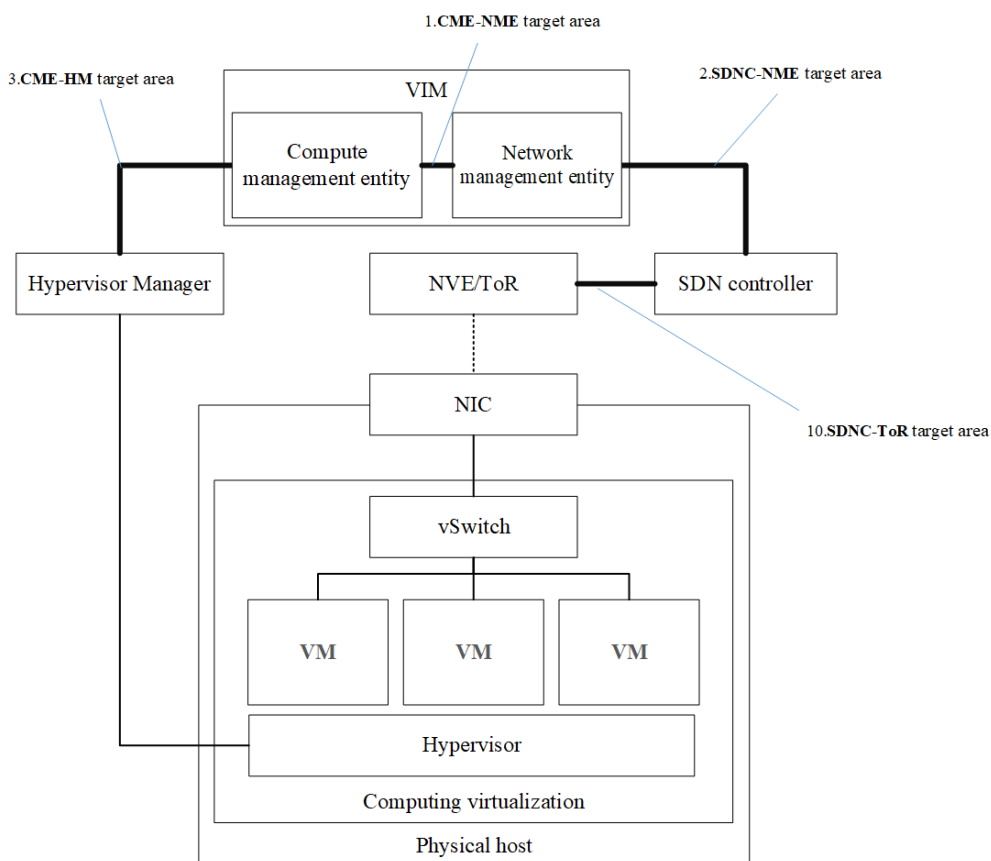 1.CME-NME target area
3.CME-HM target area
2.SDNC-NME target area
VIM
Compute
management entity
Network
management entity
Hypervisor Manager
NVE/ToR
SDN controller
NIC
10.SDNC-ToR target area
vSwitch
VM
VM
VM
Hypervisor
Computing virtualization
Physical host